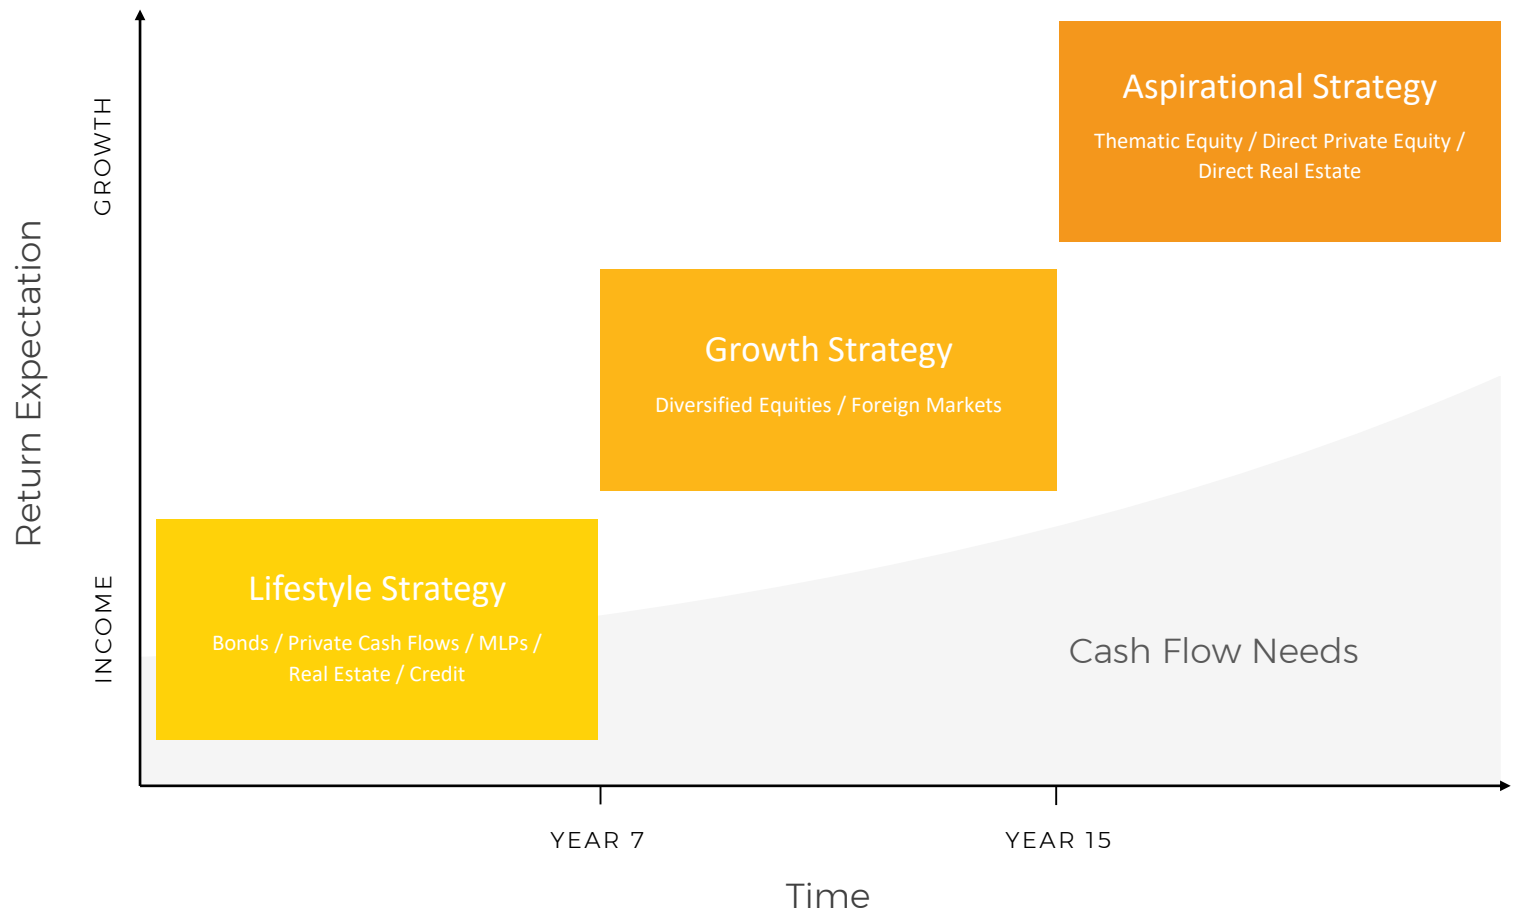 Return Expectation
GROWTH
INCOME
Aspirational Strategy
Thematic Equity / Direct Private Equity /
Direct Real Estate
Growth Strategy
Diversified Equities / Foreign Markets
Lifestyle Strategy
Bonds / Private Cash Flows / MLPs /
Real Estate / Credit
Cash Flow Needs
YEAR 7
YEAR 15
Time